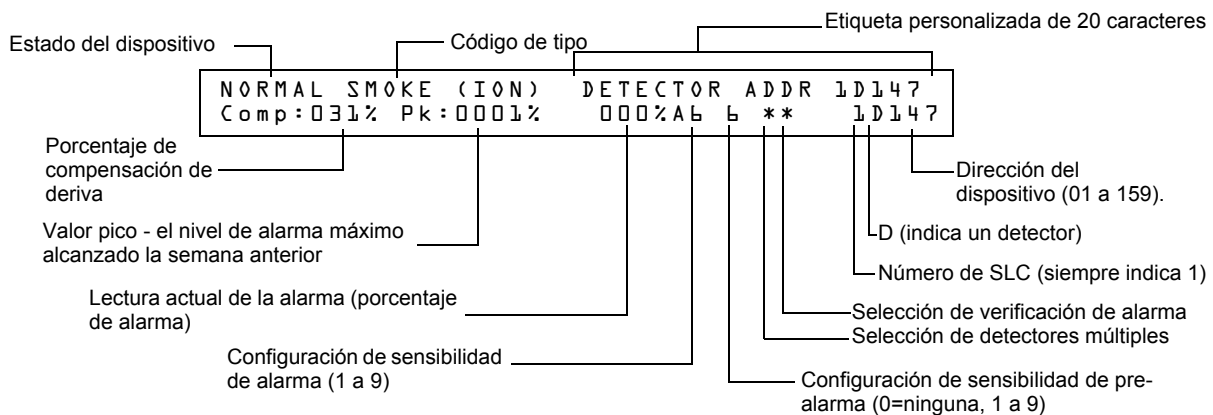 Etiqueta personalizada de 20 caracteres
Estado del dispositivo
Código de tipo
NORMAL SMOKE (ION) DETECTOR ADDR 1D147
Comp:031% Pk:0001% 000%A6 6 ** 1D147
Porcentaje de
compensación de
deriva
Dirección del
dispositivo (01 a 159).
Valor pico - el nivel de alarma máximo
alcanzado la semana anterior
D (indica un detector)
Número de SLC (siempre indica 1)
Lectura actual de la alarma (porcentaje
de alarma)
Selección de verificación de alarma
Selección de detectores múltiples
Configuración de sensibilidad
de alarma (1 a 9)
Configuración de sensibilidad de pre-
alarma (0=ninguna, 1 a 9)